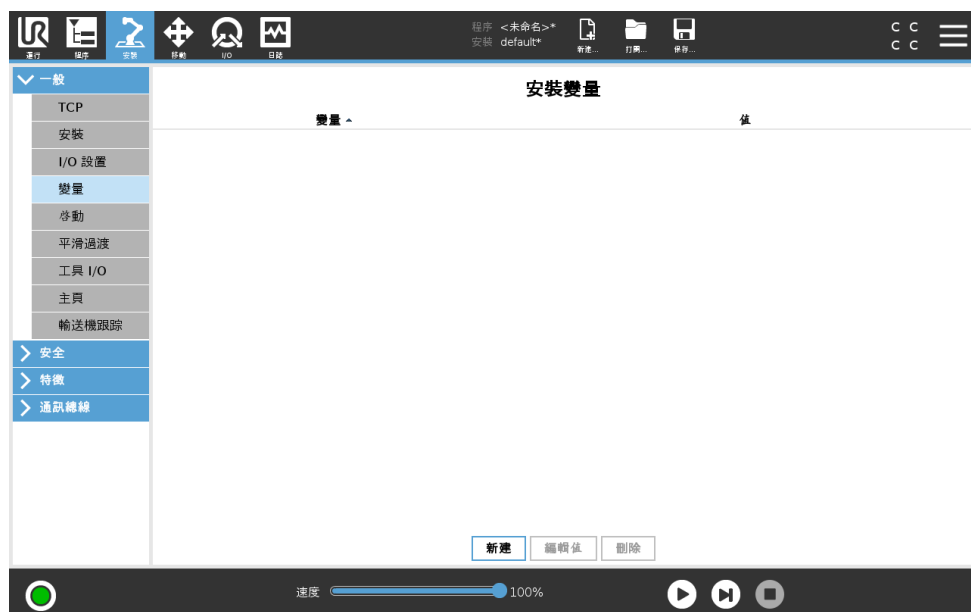 UR
運行
程序
安裝
移動
I/O
日誌
程序 <未命名>*
安裝 default*
新建...
打開...
保存...
C C
C C
一般
TCP
安裝
I/O 設置
變量
啓動
平滑過渡
工具 I/O
主頁
輸送機跟踪
安全
特徵
通訊總線
安裝變量
變量
值
新建
編輯值
刪除
速度
100%